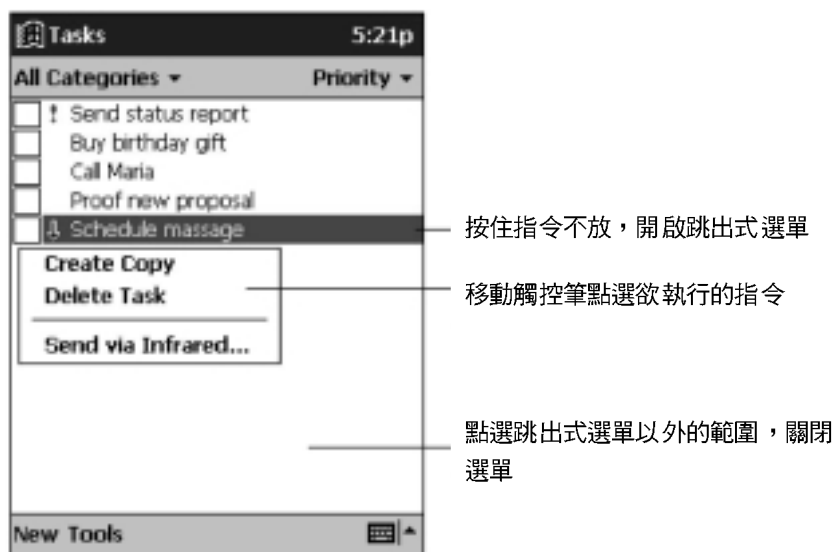 Tasks 5:21p
All Categories Priority
! Send status report
Buy birthday gift
Call Maria
Proof new proposal
Schedule massage
按住指令不放，開啟跳出式選單
Create Copy
Delete Task
移動觸控筆點選欲執行的指令
Send via Infrared...
點選跳出式選單以外的範圍，關閉
選單
New Tools